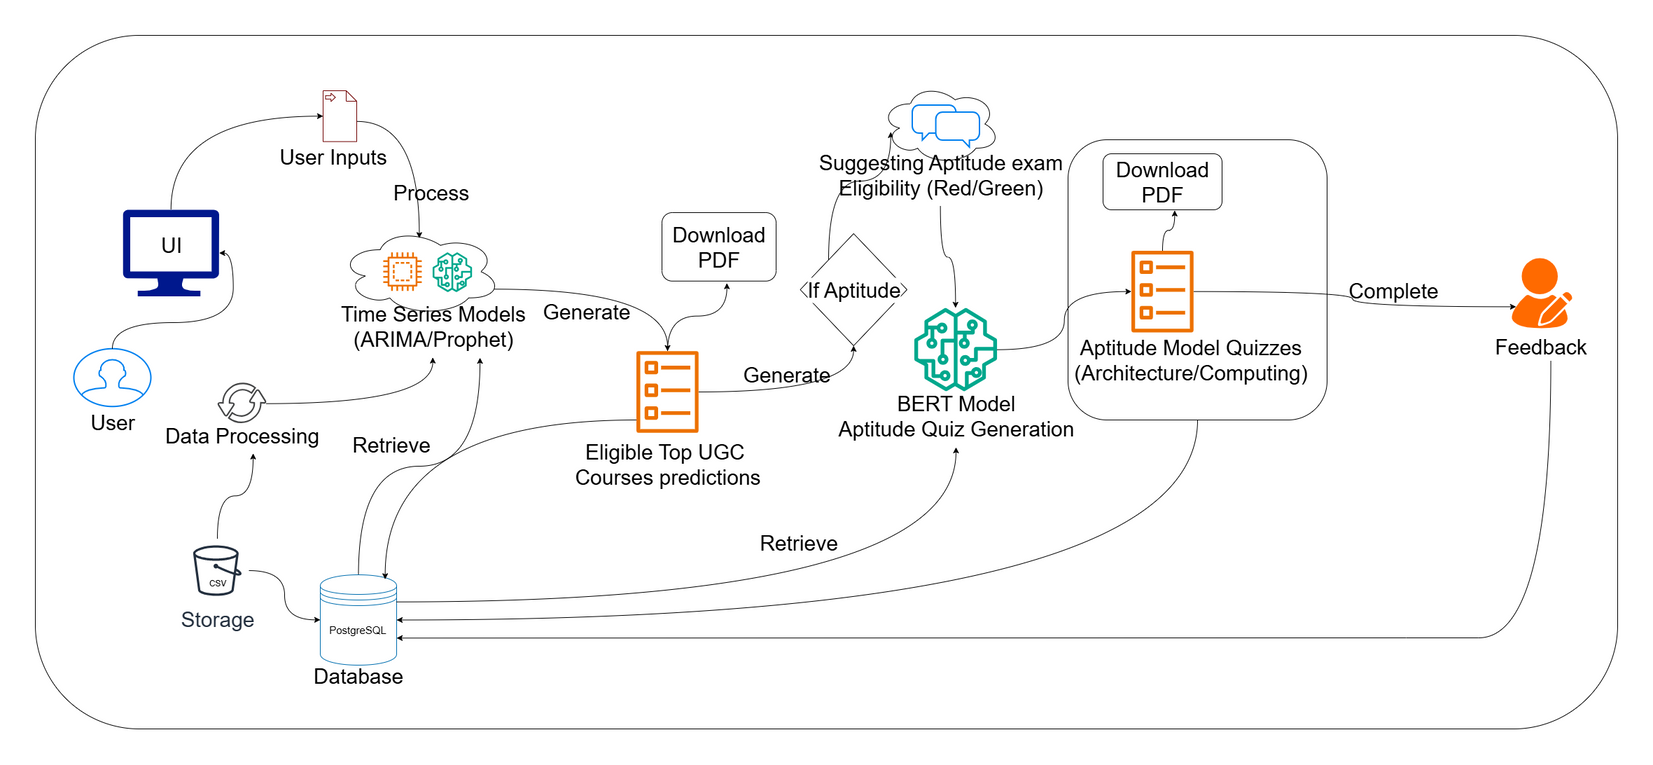 User Inputs
Process
UI
User
Data Processing
Time Series Models
(ARIMA/Prophet)
Retrieve
CSV
Storage
PostgreSQL
Database
Generate
Download
PDF
Eligible Top UGC
Courses predictions
Generate
If Aptitude
Suggesting Aptitude exam
Eligibility (Red/Green)
BERT Model
Aptitude Quiz Generation
Retrieve
Download
PDF
Aptitude Model Quizzes
(Architecture/Computing)
Complete
Feedback